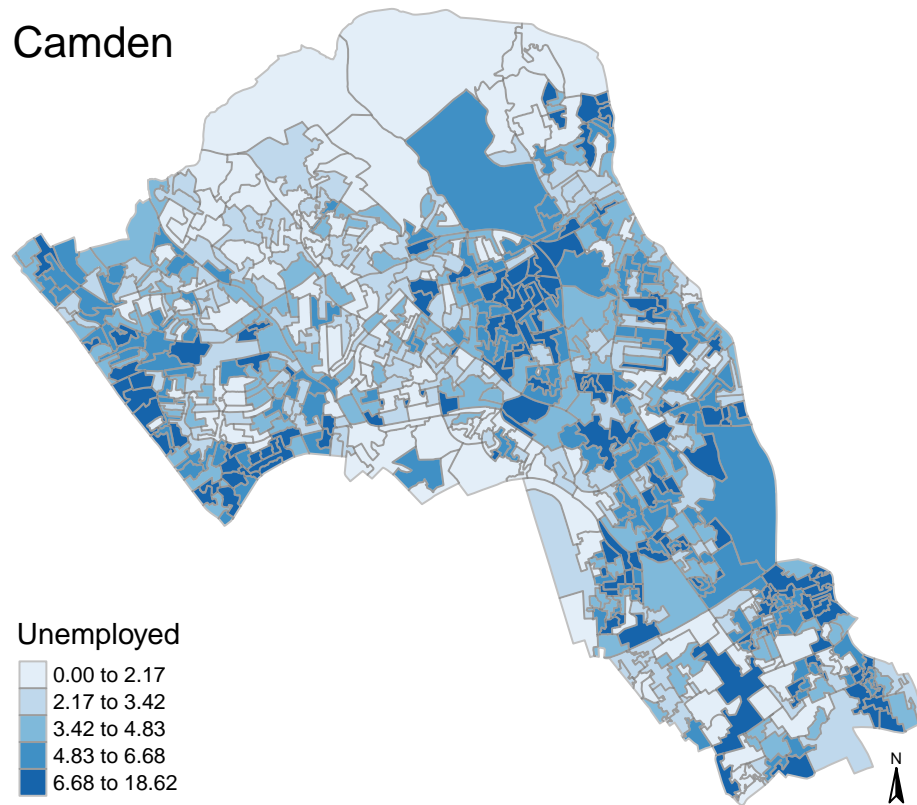 Camden
Unemployed
0.00 to 2.17
2.17 to 3.42
3.42 to 4.83
4.83 to 6.68
6.68 to 18.62
N